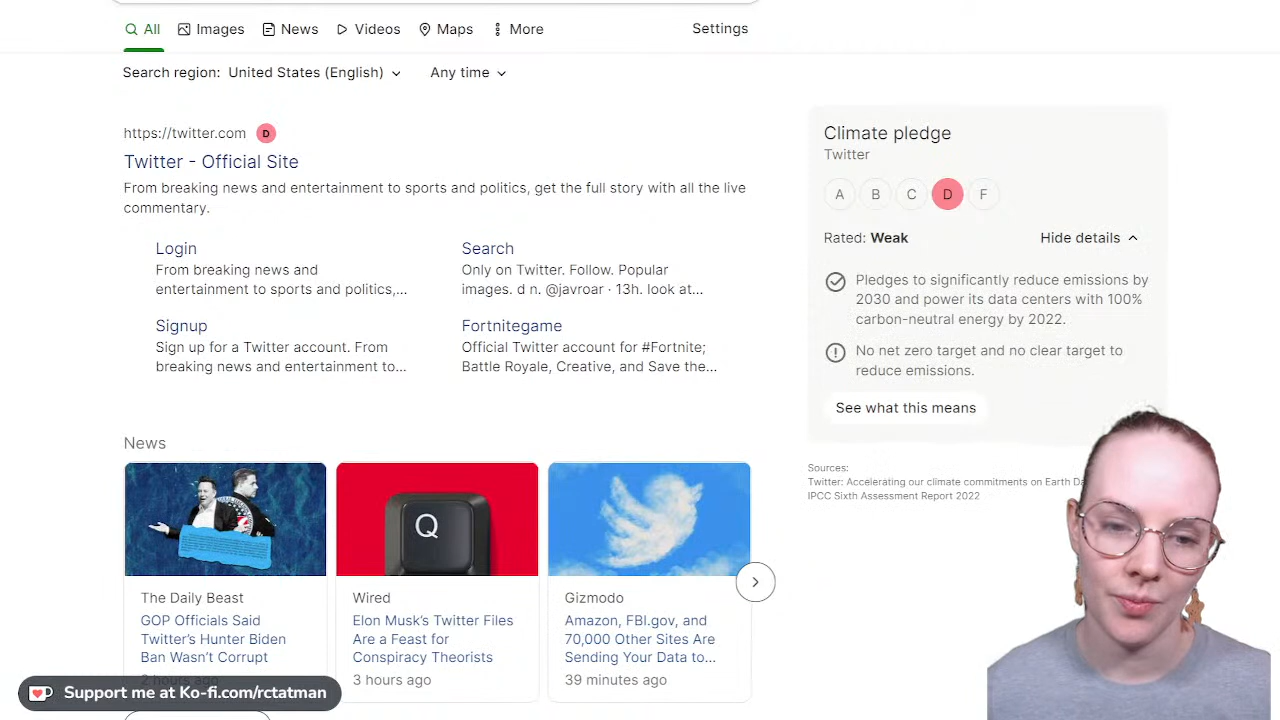 All
Images
News
Videos
Maps
More
Settings
Search region: United States (English)
Any time
https://twitter.com D
Twitter - Official Site
From breaking news and entertainment to sports and politics, get the full story with all the live
commentary.
Login
From breaking news and
entertainment to sports and politics,...
Search
Only on Twitter. Follow. Popular
images. d n. @javroar · 13h. look at...
Signup
Sign up for a Twitter account. From
breaking news and entertainment to...
Fortnitegame
Official Twitter account for #Fortnite;
Battle Royale, Creative, and Save the...
Climate pledge
Twitter
A B C D F
Rated: Weak
Hide details
Pledges to significantly reduce emissions by
2030 and power its data centers with 100%
carbon-neutral energy by 2022.
No net zero target and no clear target to
reduce emissions.
See what this means
Sources:
Twitter: Accelerating our climate commitments on Earth
IPCC Sixth Assessment Report 2022
News
The Daily Beast
GOP Officials Said
Twitter's Hunter Biden
Ban Wasn't Corrupt
2 hours ago
Q
Wired
Elon Musk's Twitter Files
Are a Feast for
Conspiracy Theorists
3 hours ago
Gizmodo
Amazon, FBI.gov, and
70,000 Other Sites Are
Sending Your Data to...
39 minutes ago
Support me at Ko-fi.com/rctatman